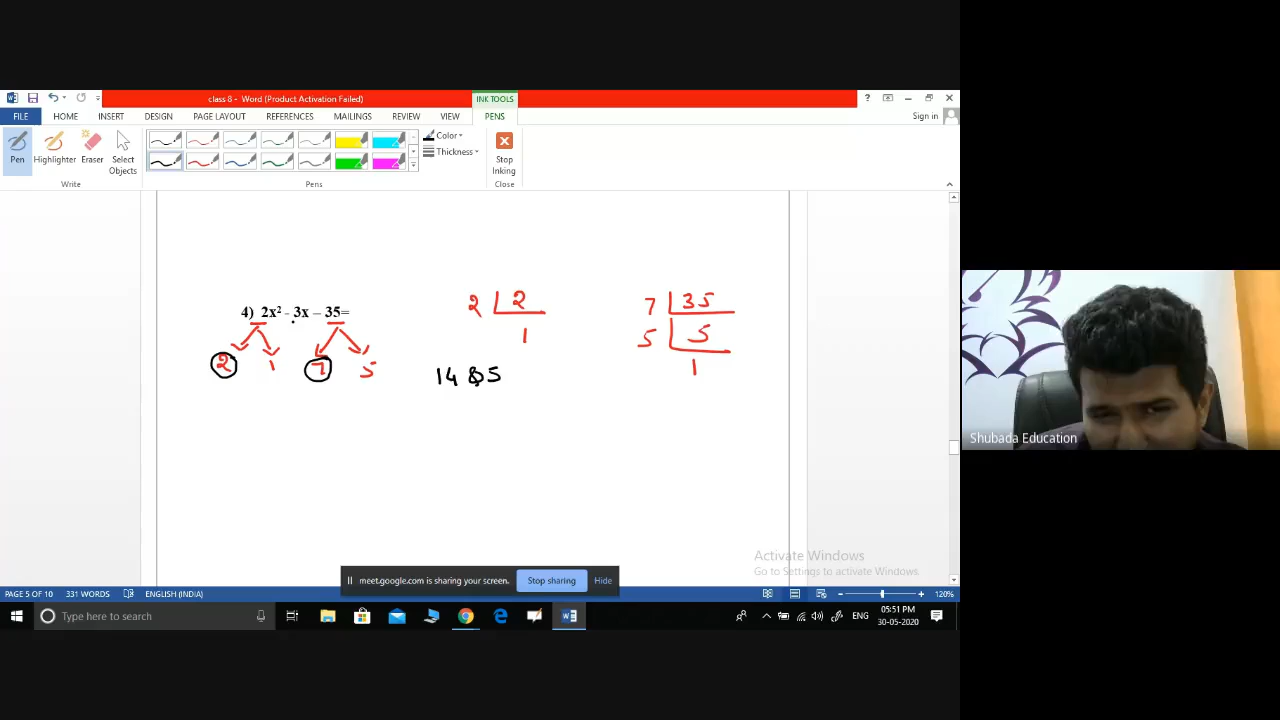 class 8 - Word (Product Activation Failed)
INK TOOLS
Sign in
FILE HOME INSERT DESIGN PAGE LAYOUT REFERENCES MAILINGS REVIEW VIEW PENS
Pen Highlighter Eraser Select Objects
Color
Thickness
Stop Inking
Write Pens Close
4) 2x² - 3x – 35=
2 1 7 5
2 2
1
7 35
5 5
1
14 & 5
Shubada Education
Activate Windows
Go to Settings to activate Windows.
meet.google.com is sharing your screen. Stop sharing Hide
PAGE 5 OF 10 331 WORDS ENGLISH (INDIA) 120%
Type here to search
ENG
05:51 PM
30-05-2020